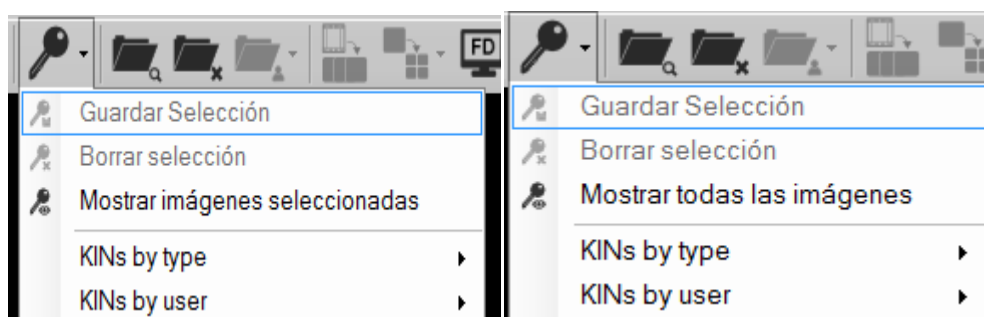 FD
Guardar Selección
Borrar selección
Mostrar imágenes seleccionadas
KINs by type
KINs by user
Guardar Selección
Borrar selección
Mostrar todas las imágenes
KINs by type
KINs by user